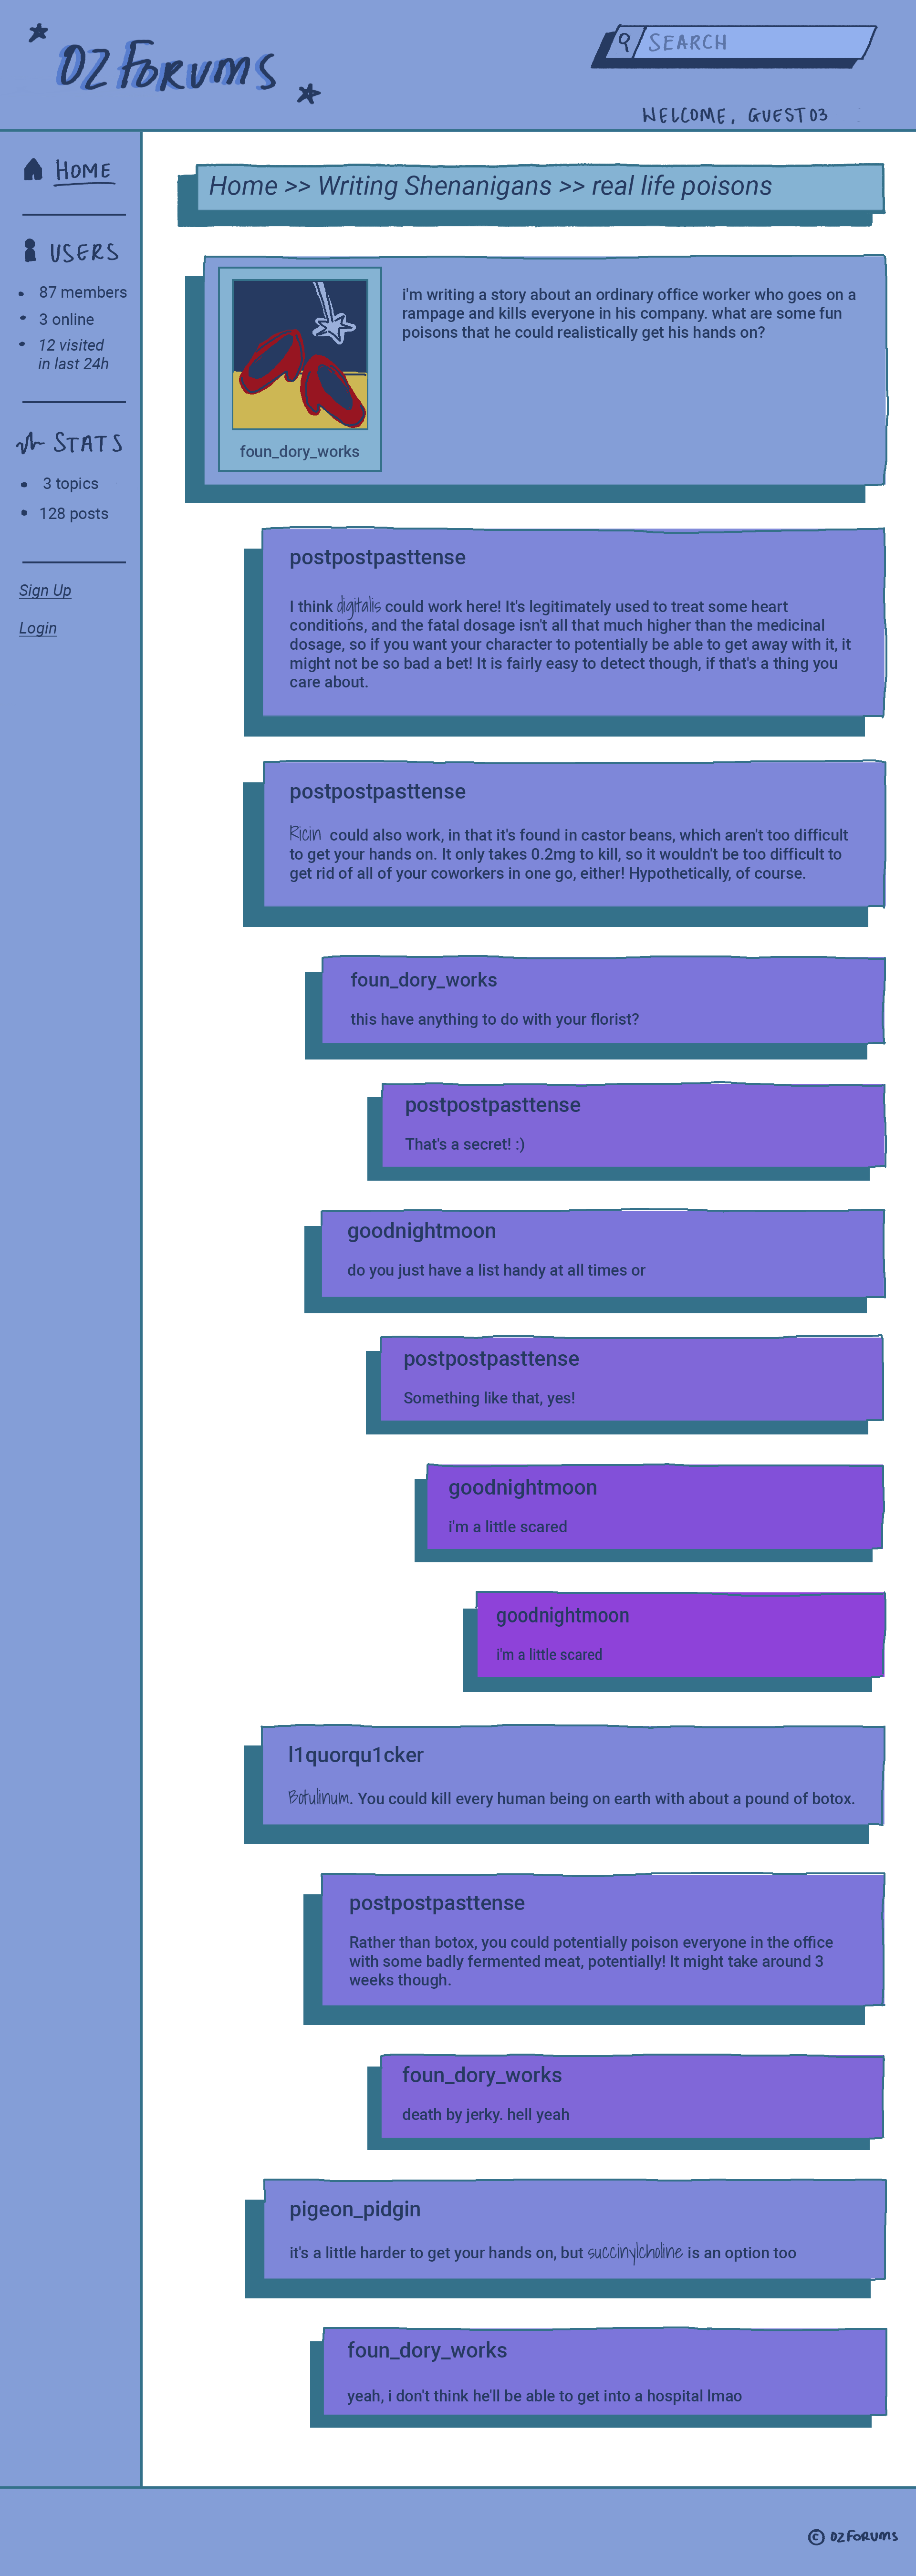 OZ FORUMS
SEARCH
WELCOME, GUEST03
HOME
USERS
87 members
3 online
12 visited
in last 24h
STATS
3 topics
128 posts
Sign Up
Login
Home >> Writing Shenanigans >> real life poisons
i'm writing a story about an ordinary office worker who goes on a
rampage and kills everyone in his company. what are some fun
poisons that he could realistically get his hands on?
foun_dory_works
postpostpasttense
I think digitalis could work here! It's legitimately used to treat some heart
conditions, and the fatal dosage isn't all that much higher than the medicinal
dosage, so if you want your character to potentially be able to get away with it, it
might not be so bad a bet! It is fairly easy to detect though, if that's a thing you
care about.
postpostpasttense
Ricin could also work, in that it's found in castor beans, which aren't too difficult
to get your hands on. It only takes 0.2mg to kill, so it wouldn't be too difficult to
get rid of all of your coworkers in one go, either! Hypothetically, of course.
foun_dory_works
this have anything to do with your florist?
postpostpasttense
That's a secret! :)
goodnightmoon
do you just have a list handy at all times or
postpostpasttense
Something like that, yes!
goodnightmoon
i'm a little scared
goodnightmoon
i'm a little scared
l1quorqu1cker
Botulinum. You could kill every human being on earth with about a pound of botox.
postpostpasttense
Rather than botox, you could potentially poison everyone in the office
with some badly fermented meat, potentially! It might take around 3
weeks though.
foun_dory_works
death by jerky. hell yeah
pigeon_pidgin
it's a little harder to get your hands on, but succinylcholine is an option too
foun_dory_works
yeah, i don't think he'll be able to get into a hospital lmao
© OZFORUMS